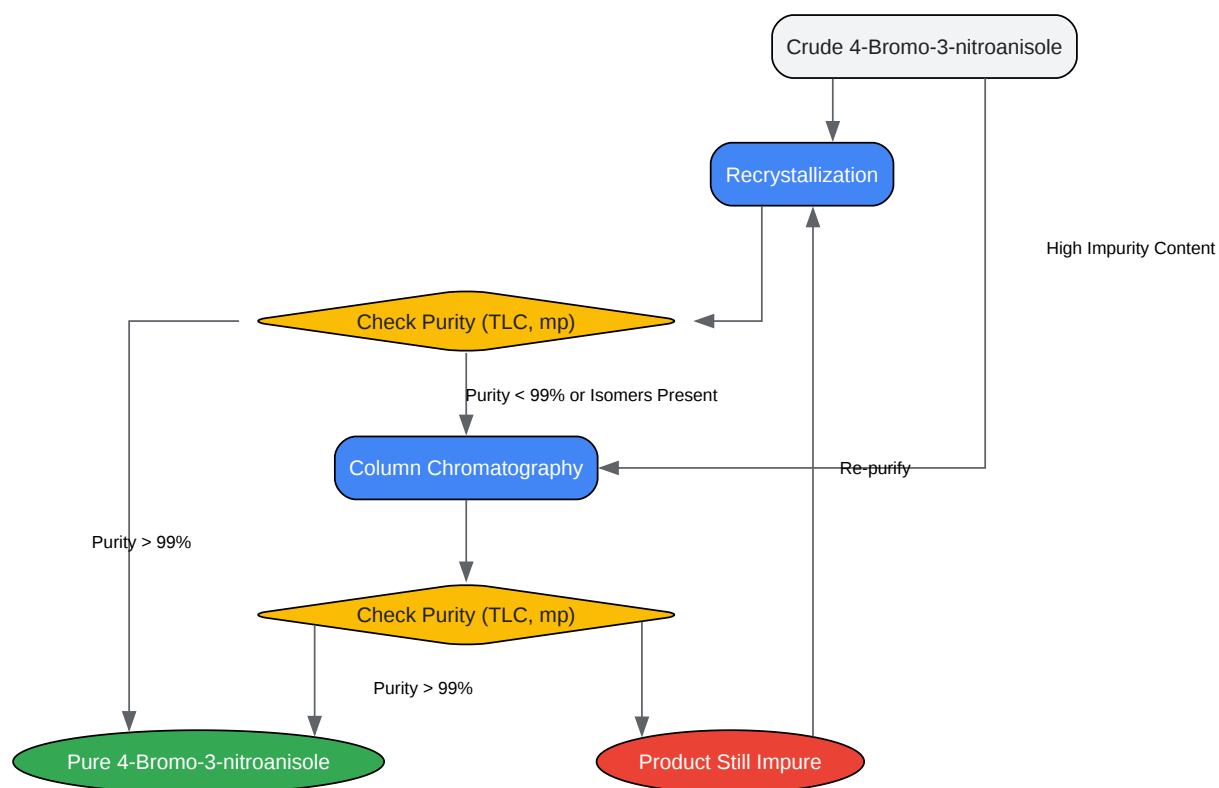 Crude 4-Bromo-3-nitroanisole
Recrystallization
High Impurity Content
Check Purity (TLC, mp)
Purity < 99% or Isomers Present
Column Chromatography
Re-purify
Purity > 99%
Check Purity (TLC, mp)
Purity > 99%
Pure 4-Bromo-3-nitroanisole
Product Still Impure